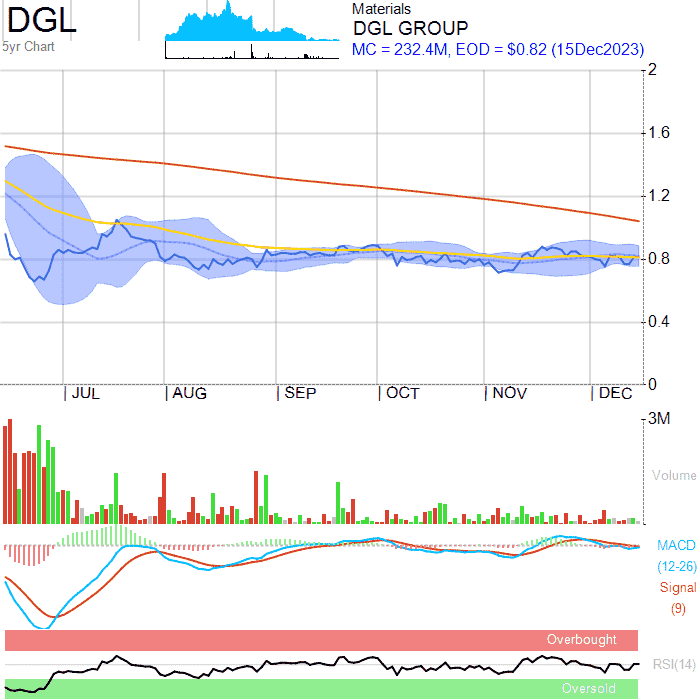 DGL
5yr Chart
Materials
DGL GROUP
MC = 232.4M, EOD = $0.82 (15Dec2023)
2
1.6
1.2
0.8
0.4
0
JUL AUG SEP OCT NOV DEC
3M
Volume
MACD
(12-26)
Signal
(9)
Overbought
RSI(14)
Oversold